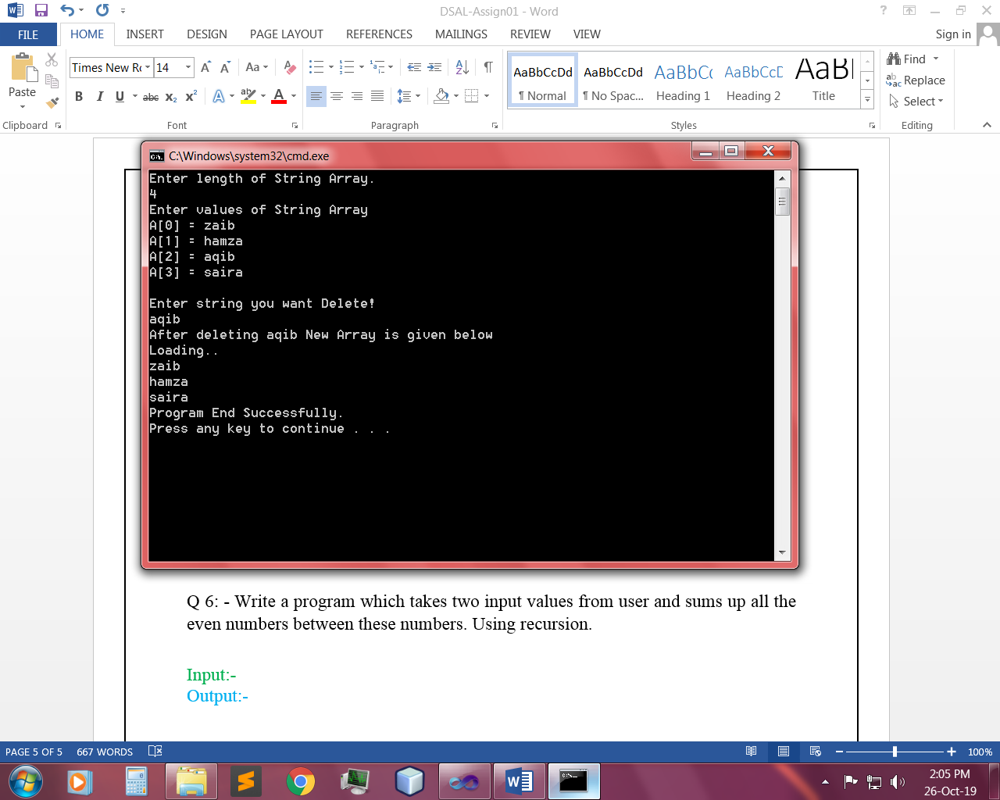 DSAL-Assign01 - Word
FILE HOME INSERT DESIGN PAGE LAYOUT REFERENCES MAILINGS REVIEW VIEW Sign in
Paste
Times New Ro 14
AaBbCcDd AaBbCcDd AaBbCc AaBbCcD AaBl
¶ Normal ¶ No Spac... Heading 1 Heading 2 Title
Find
Replace
Select
Clipboard Font Paragraph Styles Editing
C:\Windows\system32\cmd.exe
Enter length of String Array.
4
Enter values of String Array
A[0] = zaib
A[1] = hamza
A[2] = aqib
A[3] = saira
Enter string you want Delete!
aqib
After deleting aqib New Array is given below
Loading..
zaib
hamza
saira
Program End Successfully.
Press any key to continue . . .
Q 6: - Write a program which takes two input values from user and sums up all the
even numbers between these numbers. Using recursion.
Input:-
Output:-
PAGE 5 OF 5 667 WORDS 100%
2:05 PM
26-Oct-19